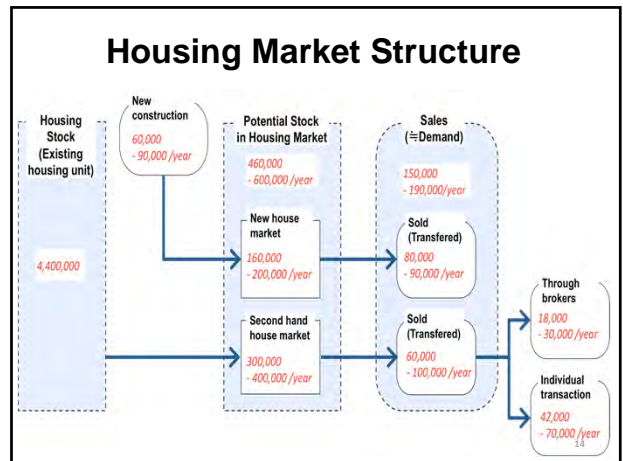 Housing Market Structure
Housing
Stock
(Existing
housing unit)
4,400,000
New
construction
60,000
- 90,000 /year
Potential Stock
in Housing Market
460,000
- 600,000 /year
New house
market
160,000
- 200,000 /year
Second hand
house market
300,000
- 400,000 /year
Sales
(≒Demand)
150,000
- 190,000/year
Sold
(Transfered)
80,000
- 90,000 /year
Sold
(Transfered)
60,000
- 100,000 /year
Through
brokers
18,000
- 30,000 /year
Individual
transaction
42,000
- 70,000 /year
14